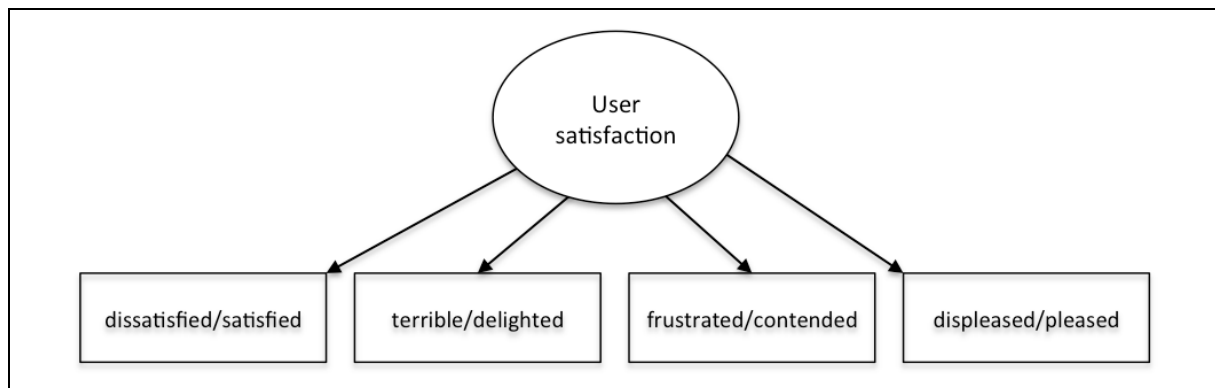 User
satisfaction
dissatisfied/satisfied
terrible/delighted
frustrated/contended
displeased/pleased